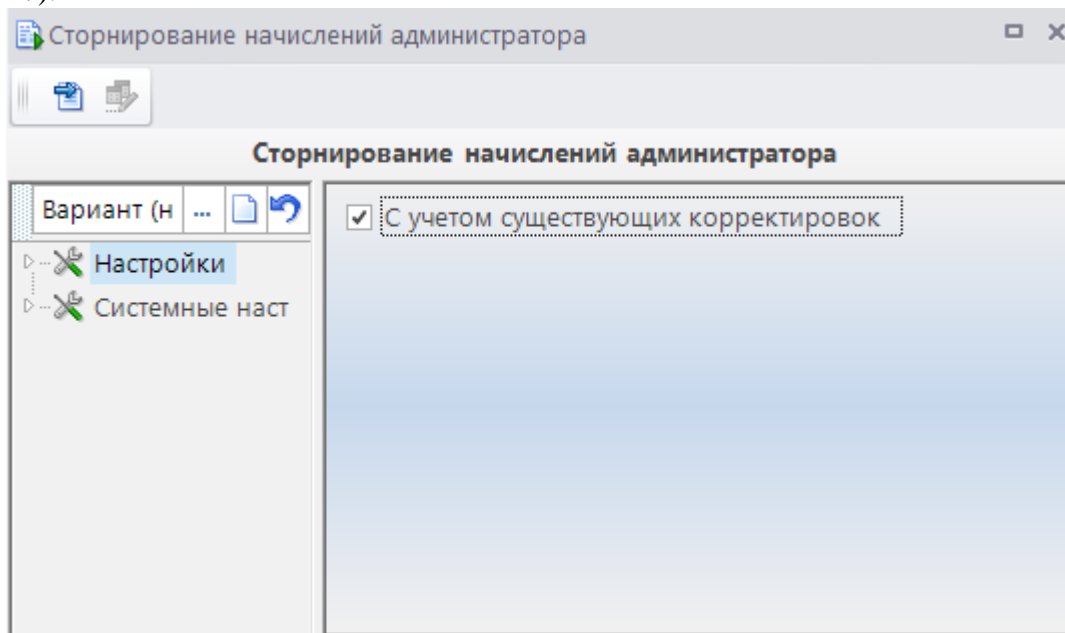 Сторнирование начислений администратора
Сторнирование начислений администратора
Вариант (н ...
С учетом существующих корректировок
Настройки
Системные наст